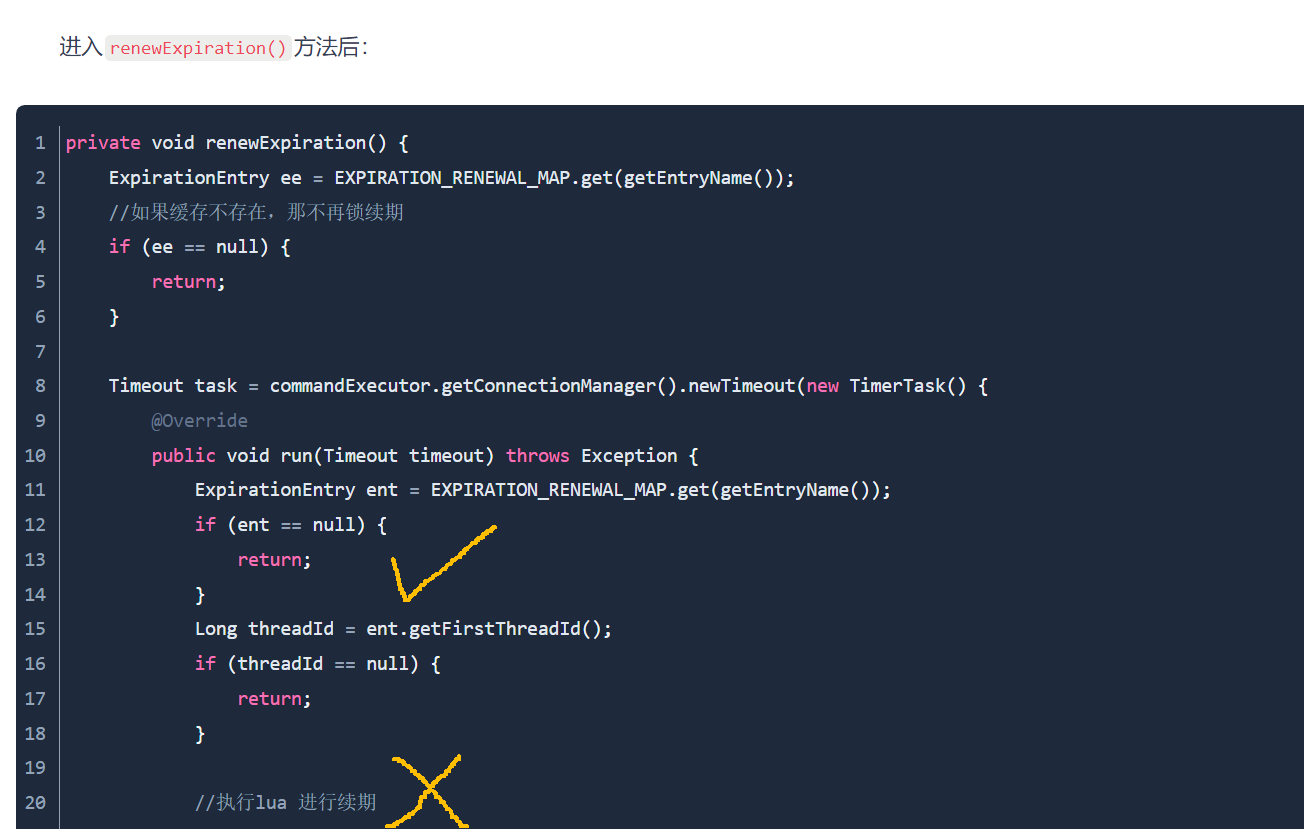 进入renewExpiration()方法后：
1 private void renewExpiration() {
2 ExpirationEntry ee = EXPIRATION_RENEWAL_MAP.get(getEntryName());
3 //如果缓存不存在，那不再锁续期
4 if (ee == null) {
5 return;
6 }
7
8 Timeout task = commandExecutor.getConnectionManager().newTimeout(new TimerTask() {
9 @Override
10 public void run(Timeout timeout) throws Exception {
11 ExpirationEntry ent = EXPIRATION_RENEWAL_MAP.get(getEntryName());
12 if (ent == null) {
13 return;
14 }
15 Long threadId = ent.getFirstThreadId();
16 if (threadId == null) {
17 return;
18 }
19
20 //执行lua 进行续期